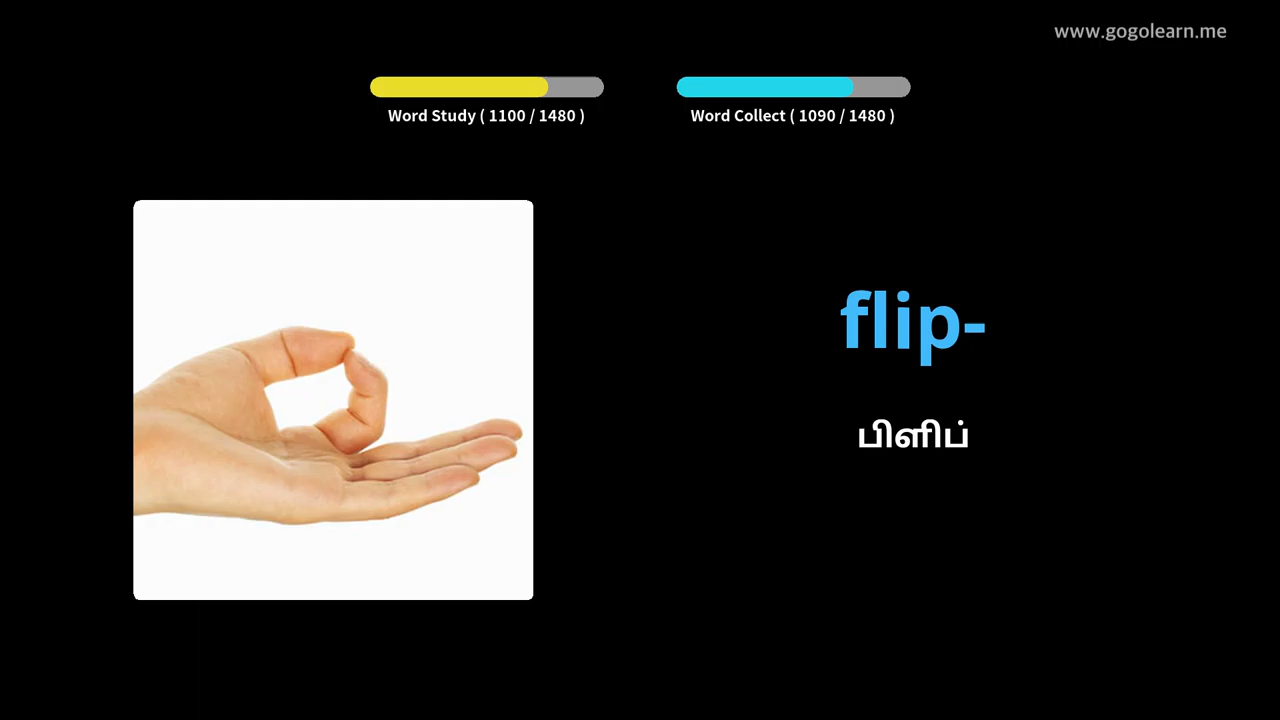 www.gogolearn.me
Word Study ( 1100 / 1480 )
Word Collect ( 1090 / 1480 )
flip-
பிளிப்